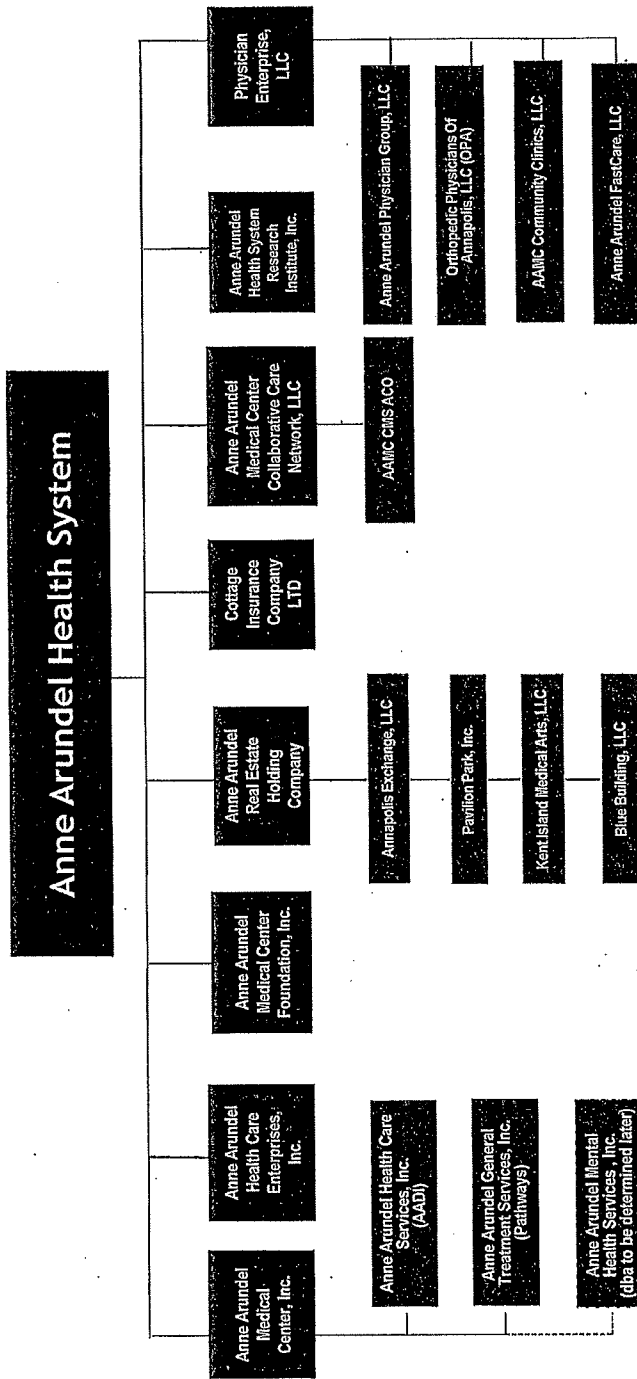 Anne Arundel Health System
Anne Arundel
Medical
Center, Inc.
Anne Arundel
Health Care
Enterprises,
Inc.
Anne Arundel
Medical Center
Foundation, Inc.
Anne Arundel
Real Estate
Holding
Company
Cottage
Insurance
Company
LTD
Anne Arundel
Medical Center
Collaborative Care
Network, LLC
Anne Arundel
Health System
Research
Institute, Inc.
Physician
Enterprise,
LLC
Anne Arundel Health Care
Services, Inc.
(AADI)
Anne Arundel General
Treatment Services, Inc.
(Pathways)
Anne Arundel Mental
Health Services , Inc.
(dba to be determined later)
Annapolis Exchange, LLC
Pavilion Park, Inc.
Kent Island Medical Arts, LLC
Blue Building, LLC
AAMC CMS ACO
Anne Arundel Physician Group, LLC
Orthopedic Physicians Of
Annapolis, LLC (OPA)
AAMC Community Clinics, LLC
Anne Arundel FastCare, LLC